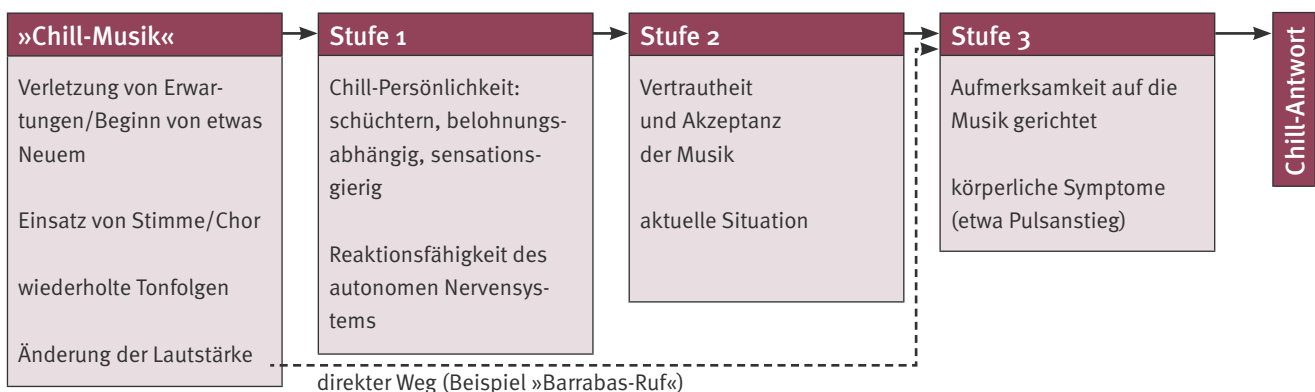 »Chill-Musik«
Verletzung von Erwar-
tungen/Beginn von etwas
Neuem
Einsatz von Stimme/Chor
wiederholte Tonfolgen
Änderung der Lautstärke
Stufe 1
Chill-Persönlichkeit:
schüchtern, belohnungs-
abhängig, sensations-
gierig
Reaktionsfähigkeit des
autonomen Nervensys-
tems
Stufe 2
Vertrautheit
und Akzeptanz
der Musik
aktuelle Situation
Stufe 3
Aufmerksamkeit auf die
Musik gerichtet
körperliche Symptome
(etwa Pulsanstieg)
Chill-Antwort
direkter Weg (Beispiel »Barrabas-Ruf«)